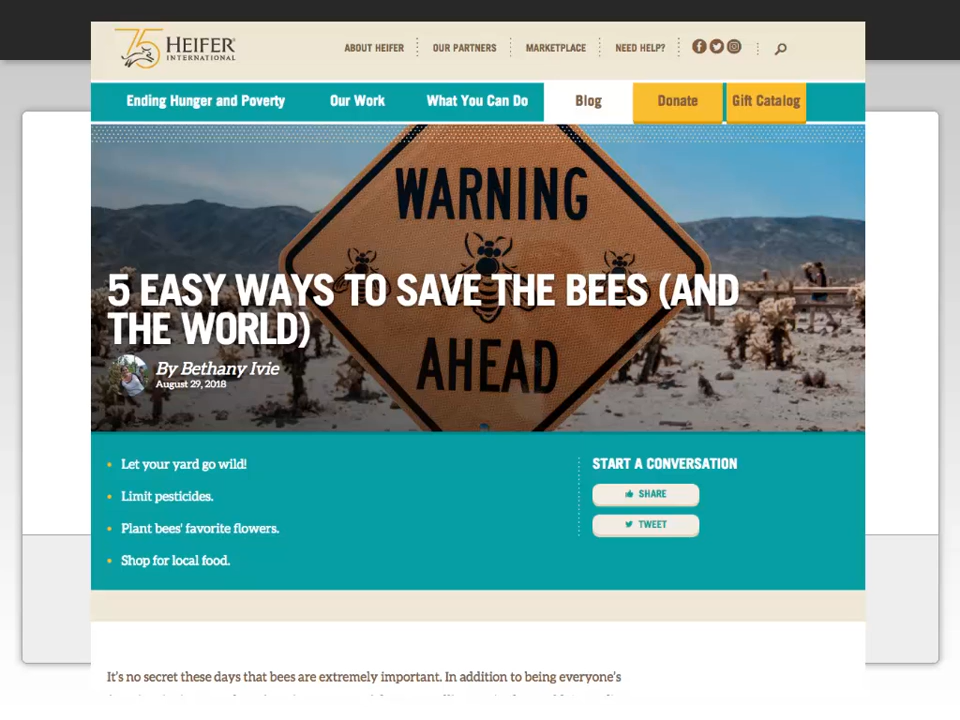 75 HEIFER®
INTERNATIONAL
ABOUT HEIFER
OUR PARTNERS
MARKETPLACE
NEED HELP?
Ending Hunger and Poverty
Our Work
What You Can Do
Blog
Donate
Gift Catalog
WARNING
AHEAD
5 EASY WAYS TO SAVE THE BEES (AND
THE WORLD)
By Bethany Ivie
August 29, 2018
• Let your yard go wild!
• Limit pesticides.
• Plant bees' favorite flowers.
• Shop for local food.
START A CONVERSATION
SHARE
TWEET
It's no secret these days that bees are extremely important. In addition to being everyone's